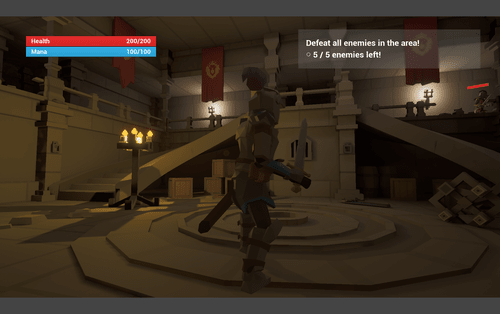 Health 200/200
Mana 100/100
Defeat all enemies in the area!
○ 5 / 5 enemies left!